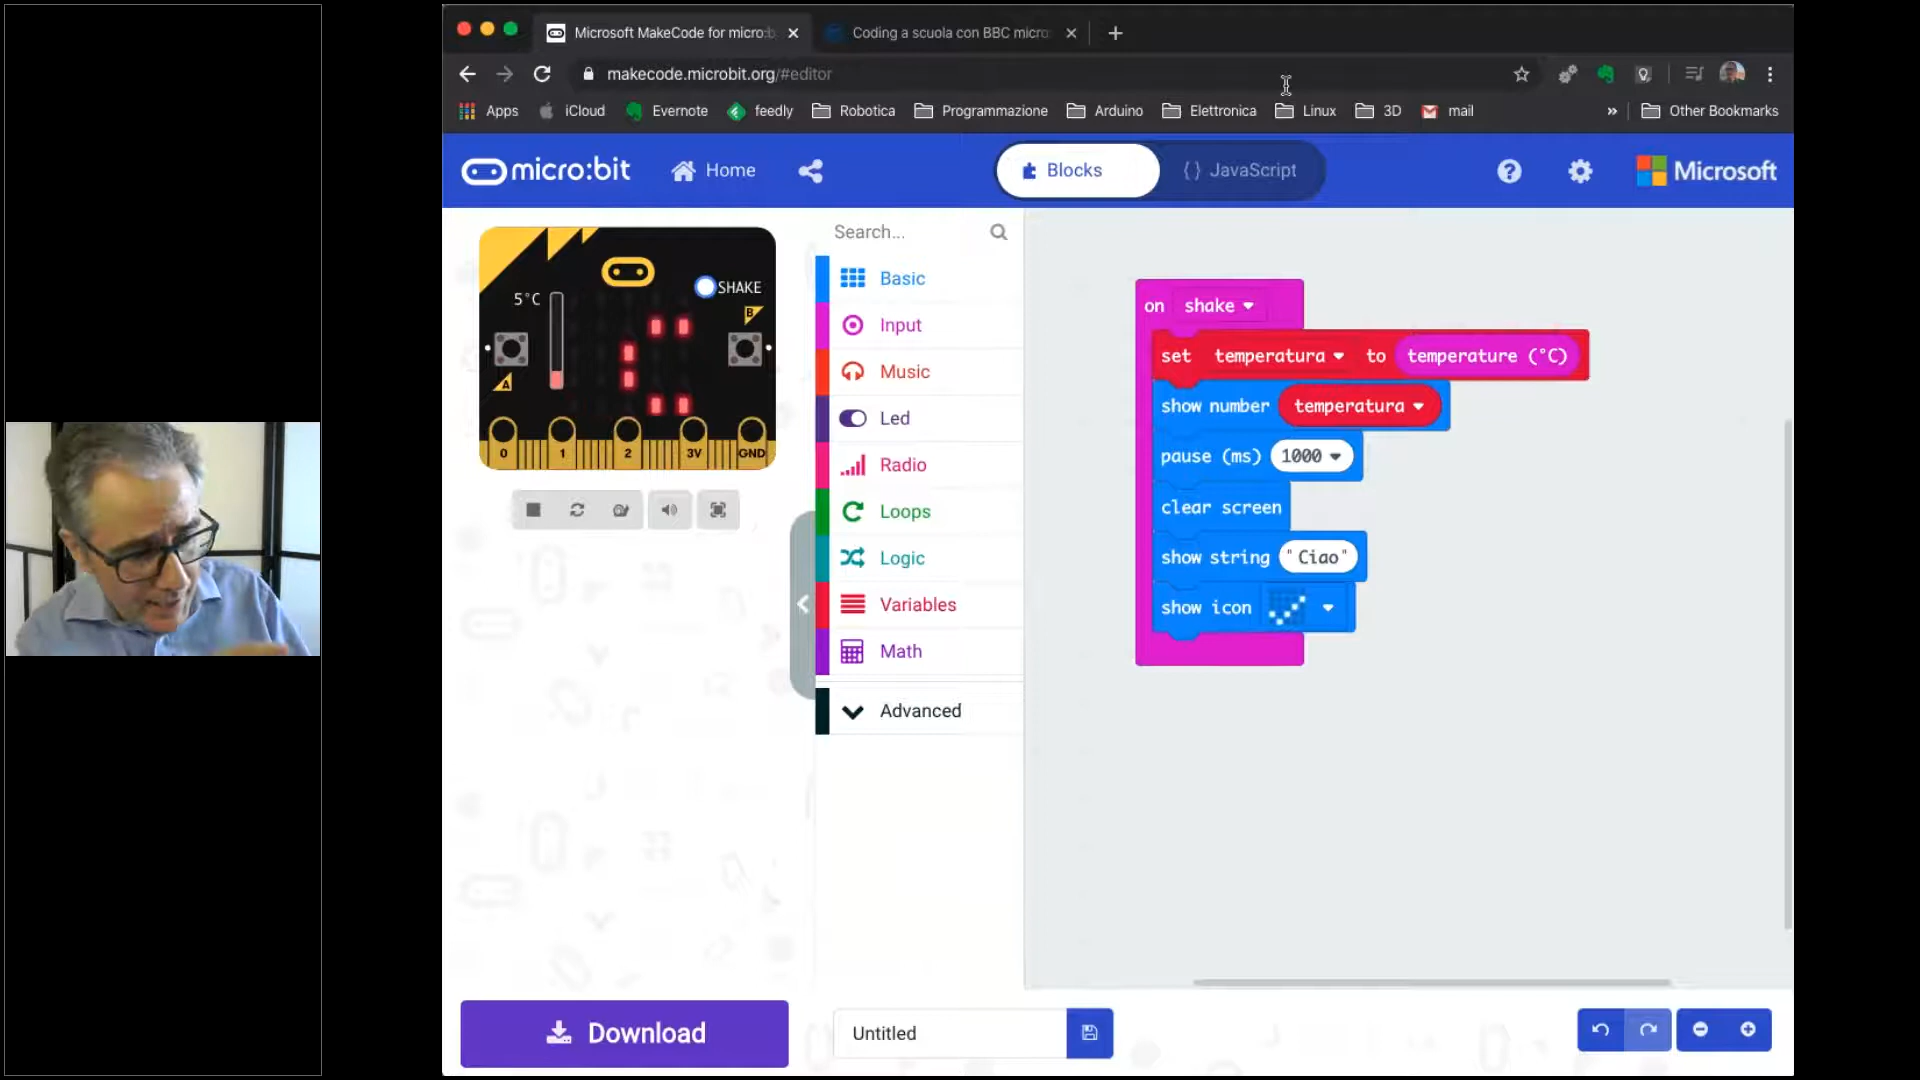 Microsoft MakeCode for micro:b
Coding a scuola con BBC micro
makecode.microbit.org/#editor
Apps iCloud Evernote feedly Robotica Programmazione Arduino Elettronica Linux 3D mail » Other Bookmarks
micro:bit Home Blocks {} JavaScript ? Microsoft
Search...
5°C SHAKE
B
A
0 1 2 3V GND
Basic
Input
Music
Led
Radio
Loops
Logic
Variables
Math
Advanced
on shake
set temperatura to temperature (°C)
show number temperatura
pause (ms) 1000
clear screen
show string "Ciao"
show icon
Download
Untitled